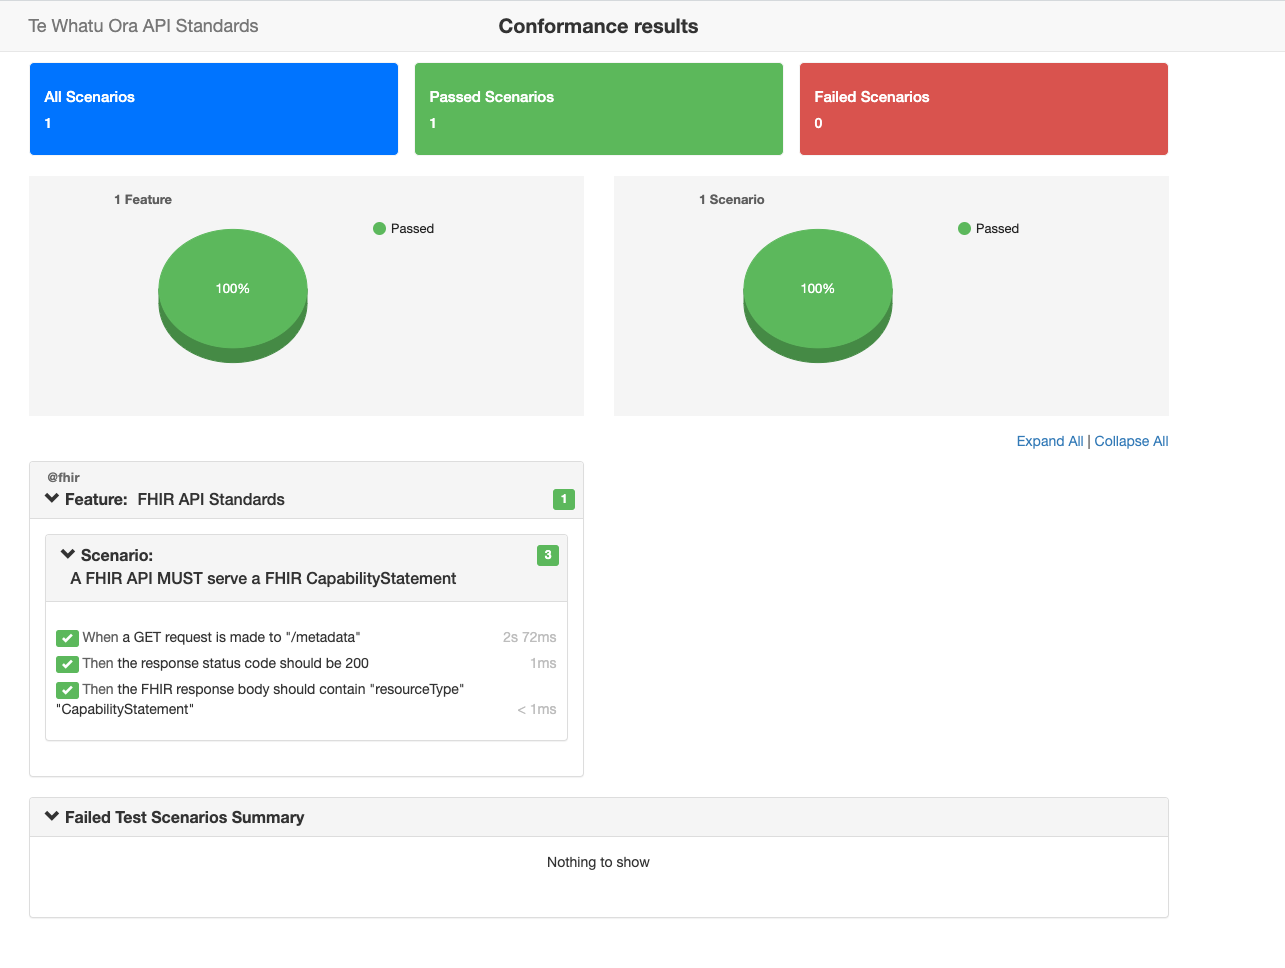 Te Whatu Ora API Standards
Conformance results
All Scenarios
1
Passed Scenarios
1
Failed Scenarios
0
1 Feature
Passed
100%
1 Scenario
Passed
100%
Expand All | Collapse All
@fhir
Feature: FHIR API Standards
1
Scenario:
3
A FHIR API MUST serve a FHIR CapabilityStatement
When a GET request is made to "/metadata" 2s 72ms
Then the response status code should be 200 1ms
Then the FHIR response body should contain "resourceType"
"CapabilityStatement" < 1ms
Failed Test Scenarios Summary
Nothing to show